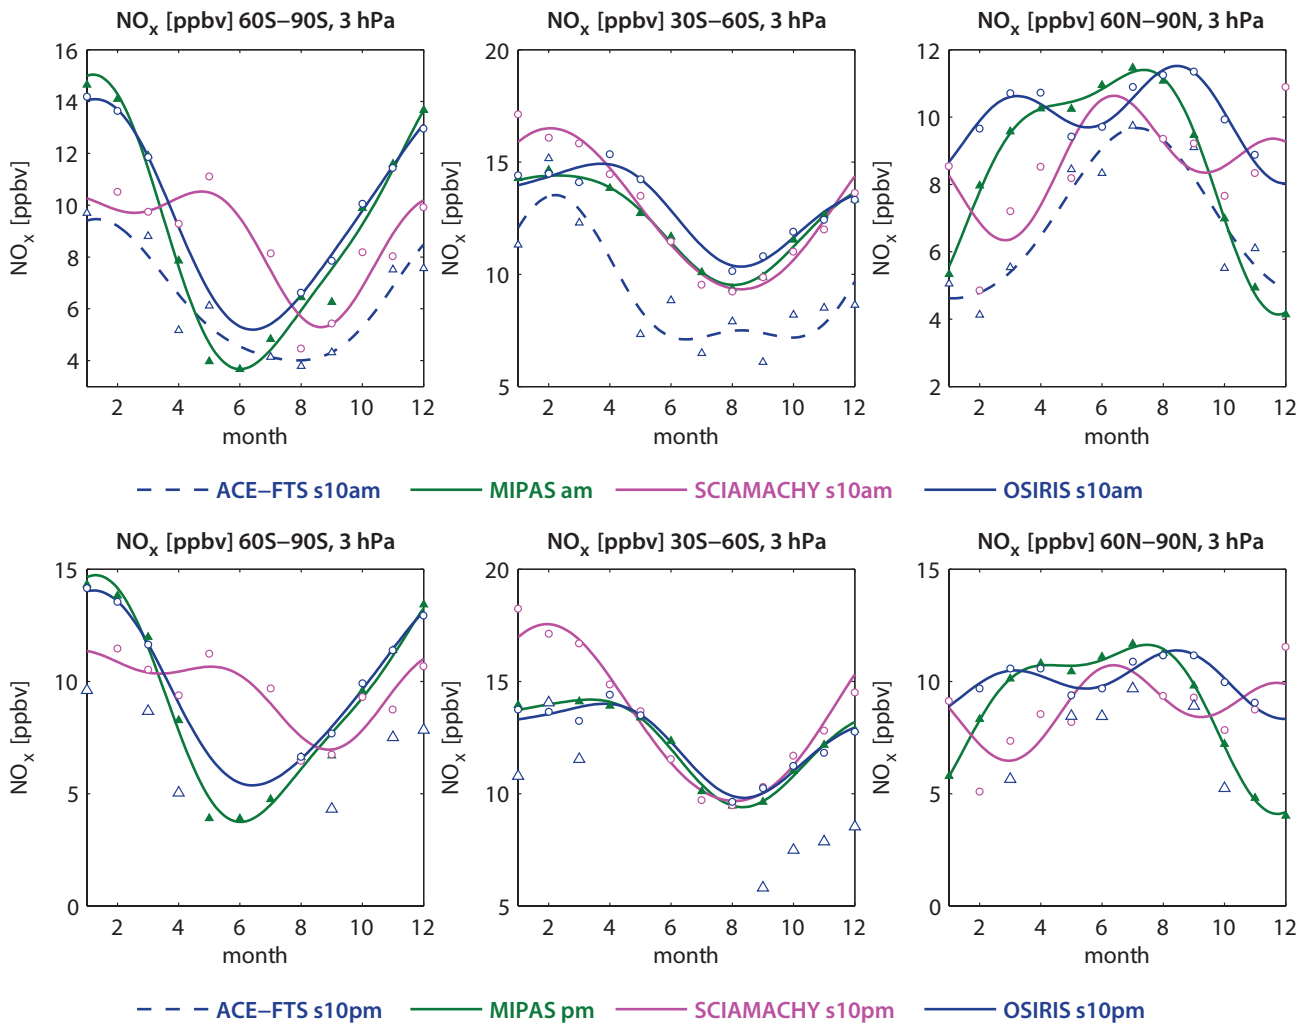 NOx [ppbv] 60S–90S, 3 hPa
NOx [ppbv] 30S–60S, 3 hPa
NOx [ppbv] 60N–90N, 3 hPa
NOx [ppbv]
16
14
12
10
8
6
4
2 4 6 8 10 12
month
NOx [ppbv]
20
15
10
5
2 4 6 8 10 12
month
NOx [ppbv]
12
10
8
6
4
2
2 4 6 8 10 12
month
ACE–FTS s10am
MIPAS am
SCIAMACHY s10am
OSIRIS s10am
NOx [ppbv] 60S–90S, 3 hPa
NOx [ppbv] 30S–60S, 3 hPa
NOx [ppbv] 60N–90N, 3 hPa
NOx [ppbv]
15
10
5
0
2 4 6 8 10 12
month
NOx [ppbv]
20
15
10
5
2 4 6 8 10 12
month
NOx [ppbv]
15
10
5
0
2 4 6 8 10 12
month
ACE–FTS s10pm
MIPAS pm
SCIAMACHY s10pm
OSIRIS s10pm